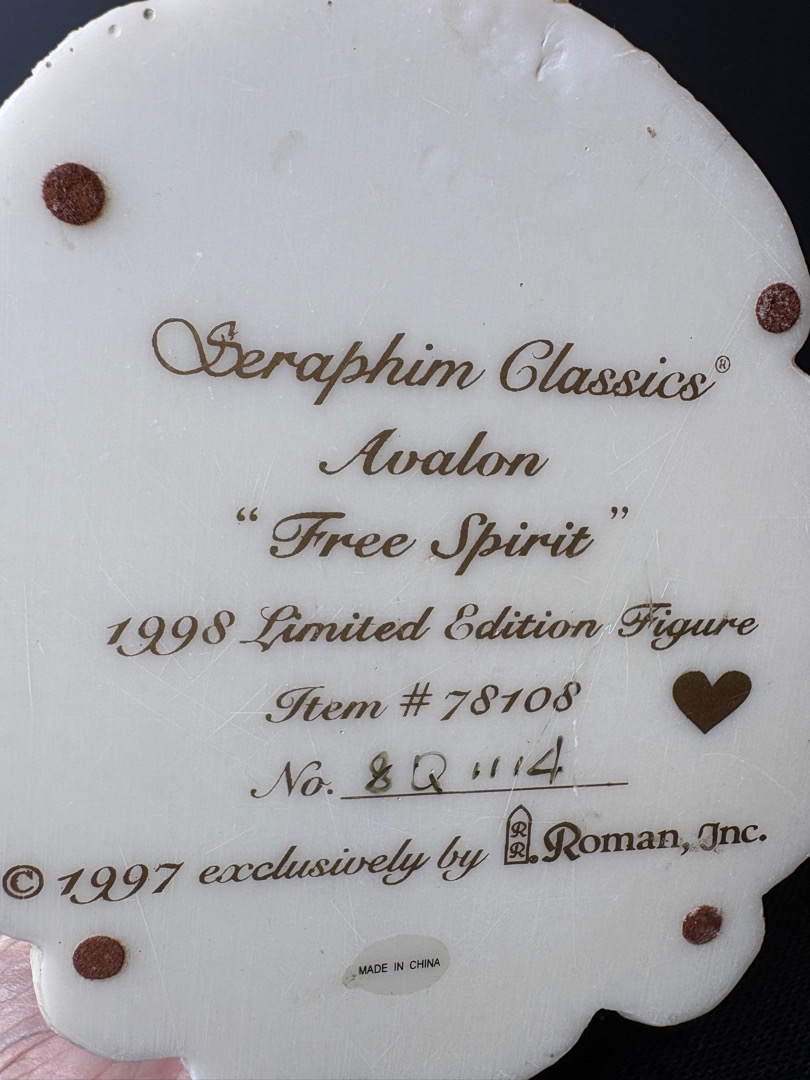 Seraphim Classics®
Avalon
“Free Spirit”
1998 Limited Edition Figure
Item # 78108
No. 8Q 1114
© 1997 exclusively by R R. Roman, Inc.
MADE IN CHINA